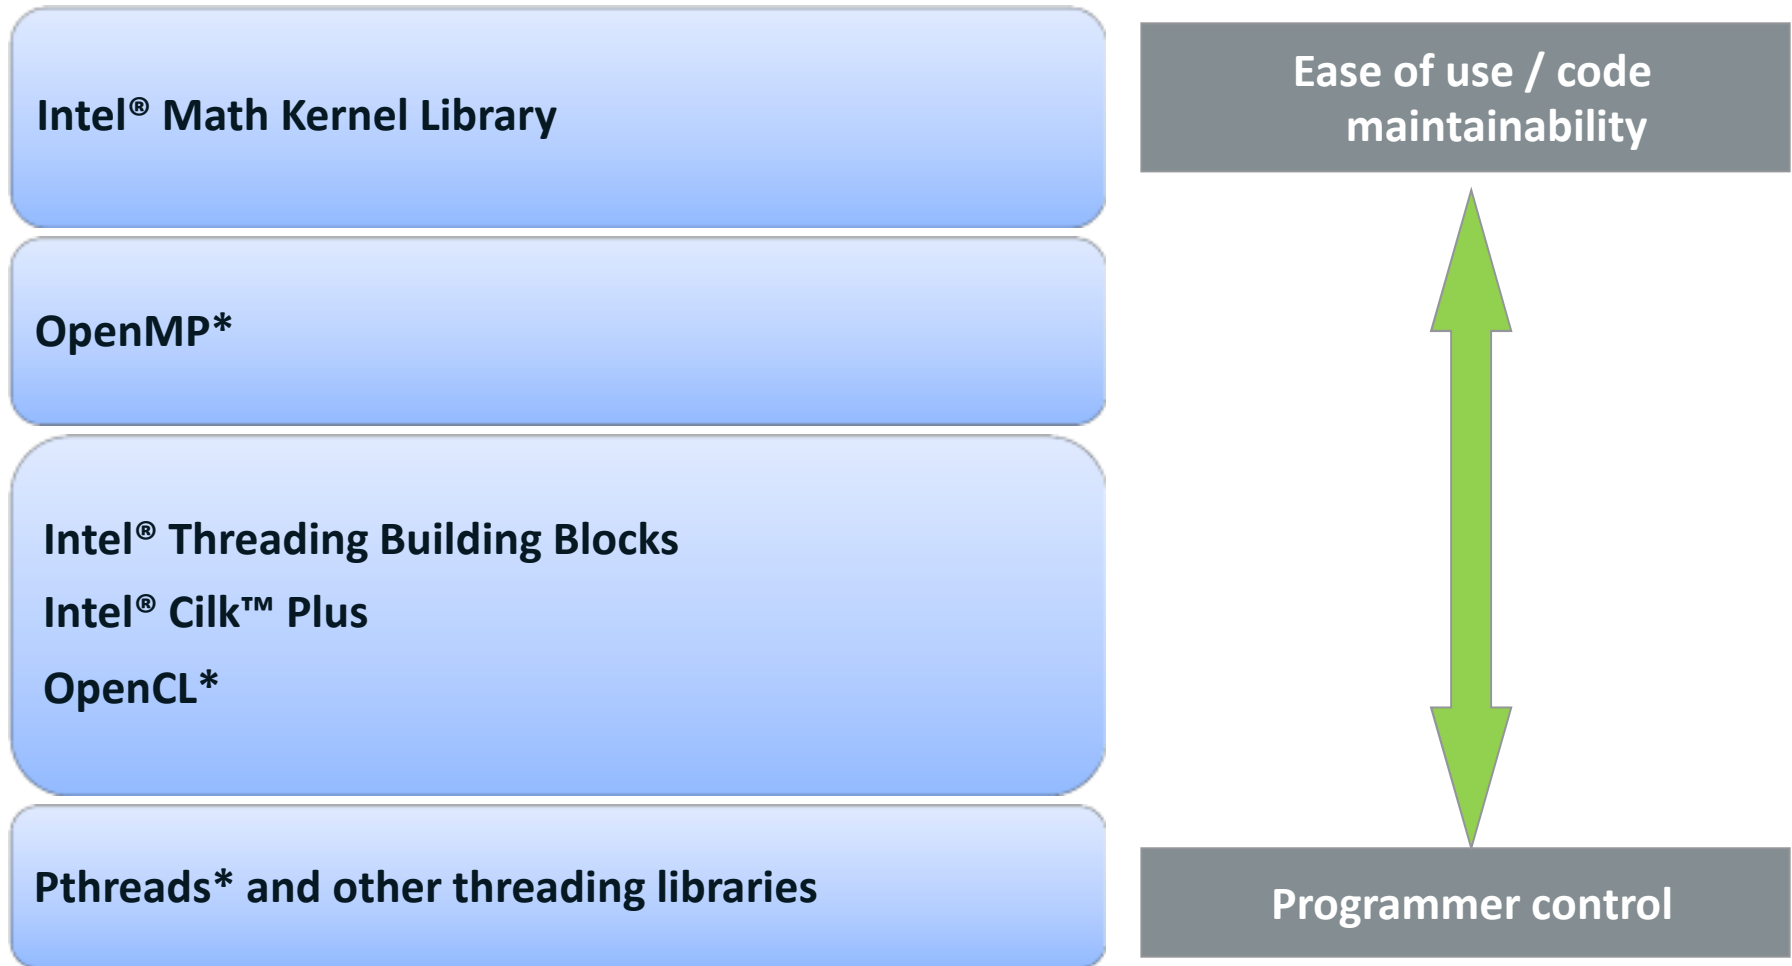 Intel® Math Kernel Library
Ease of use / code
maintainability
OpenMP*
Intel® Threading Building Blocks
Intel® Cilk™ Plus
OpenCL*
Pthreads* and other threading libraries
Programmer control